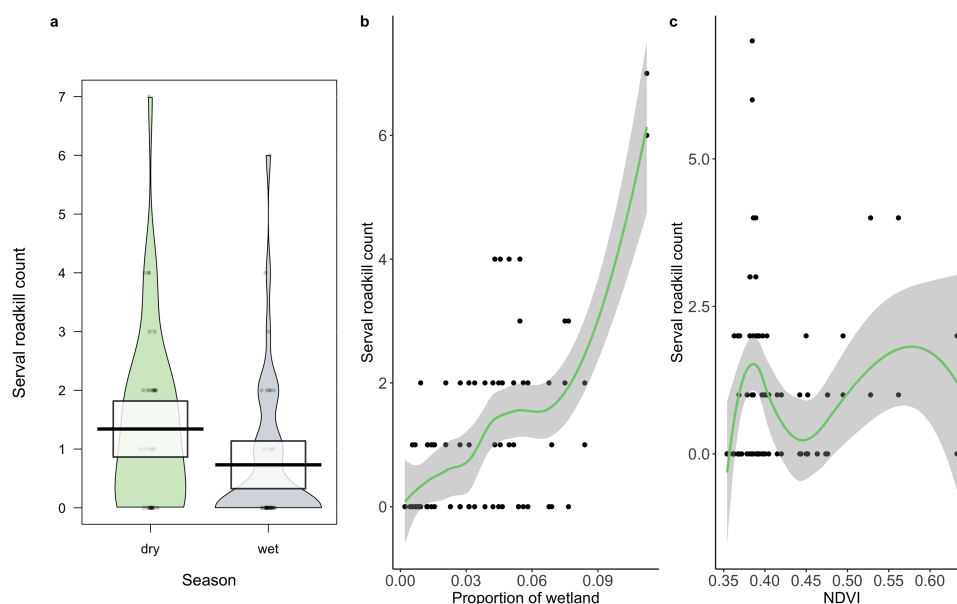 a
7
6
5
4
3
2
1
0
Serval roadkill count
dry
wet
Season
b
6
4
2
0
Serval roadkill count
0.00
0.03
0.06
0.09
Proportion of wetland
c
5.0
2.5
0.0
Serval roadkill count
0.35
0.40
0.45
0.50
0.55
0.60
NDVI